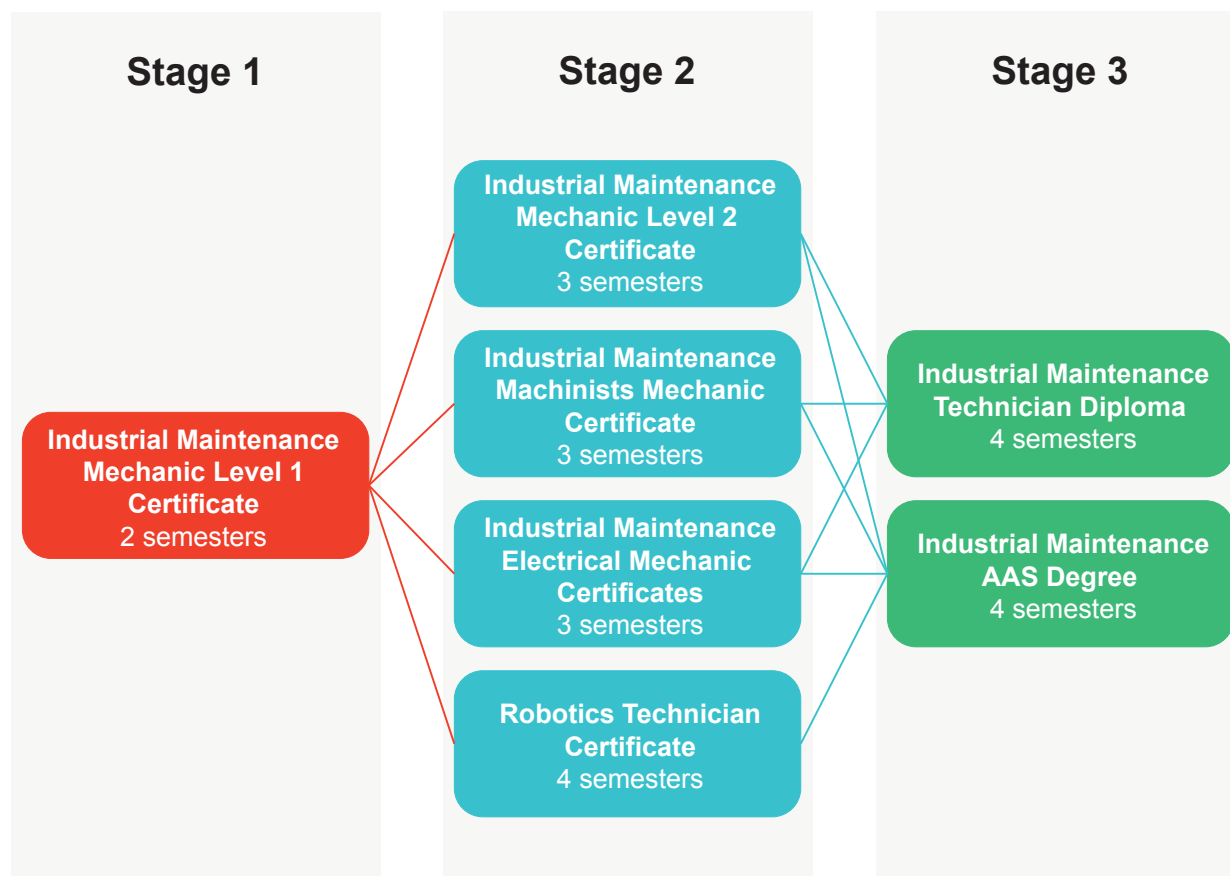 Stage 1
Stage 2
Stage 3
Industrial Maintenance
Mechanic Level 1
Certificate
2 semesters
Industrial Maintenance
Mechanic Level 2
Certificate
3 semesters
Industrial Maintenance
Machinists Mechanic
Certificate
3 semesters
Industrial Maintenance
Electrical Mechanic
Certificates
3 semesters
Robotics Technician
Certificate
4 semesters
Industrial Maintenance
Technician Diploma
4 semesters
Industrial Maintenance
AAS Degree
4 semesters